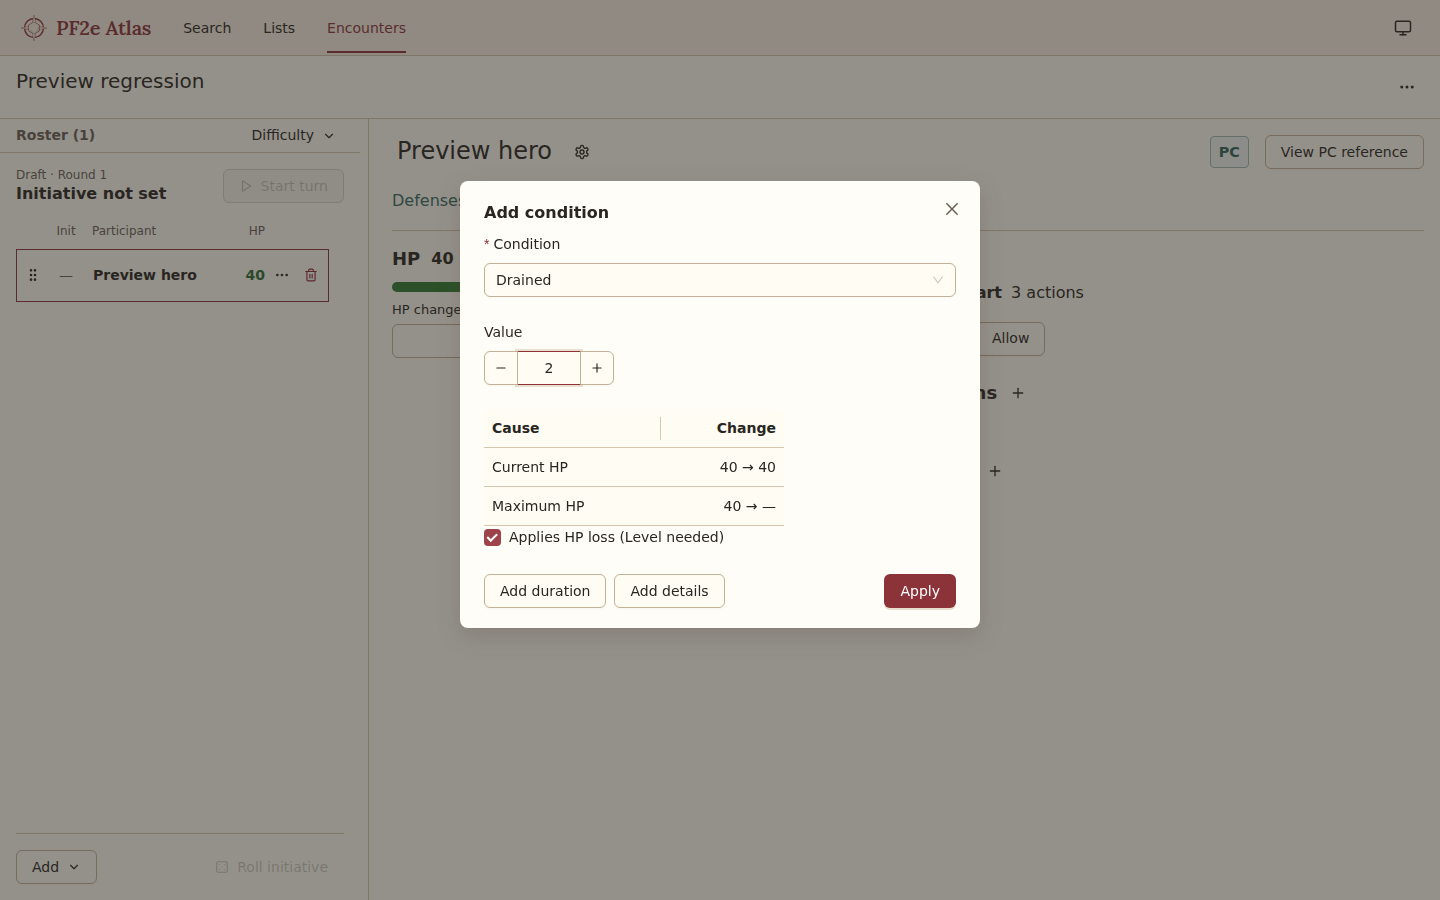 PF2e Atlas Search Lists Encounters
Preview regression
Roster (1) Difficulty
Draft · Round 1
Initiative not set
Start turn
Init Participant HP
— Preview hero 40
Add Roll initiative
Preview hero PC View PC reference
Defenses
HP 40
HP change
art 3 actions
Allow
ns
Add condition
* Condition
Drained
Value
2
Cause Change
Current HP 40 → 40
Maximum HP 40 → —
Applies HP loss (Level needed)
Add duration Add details Apply